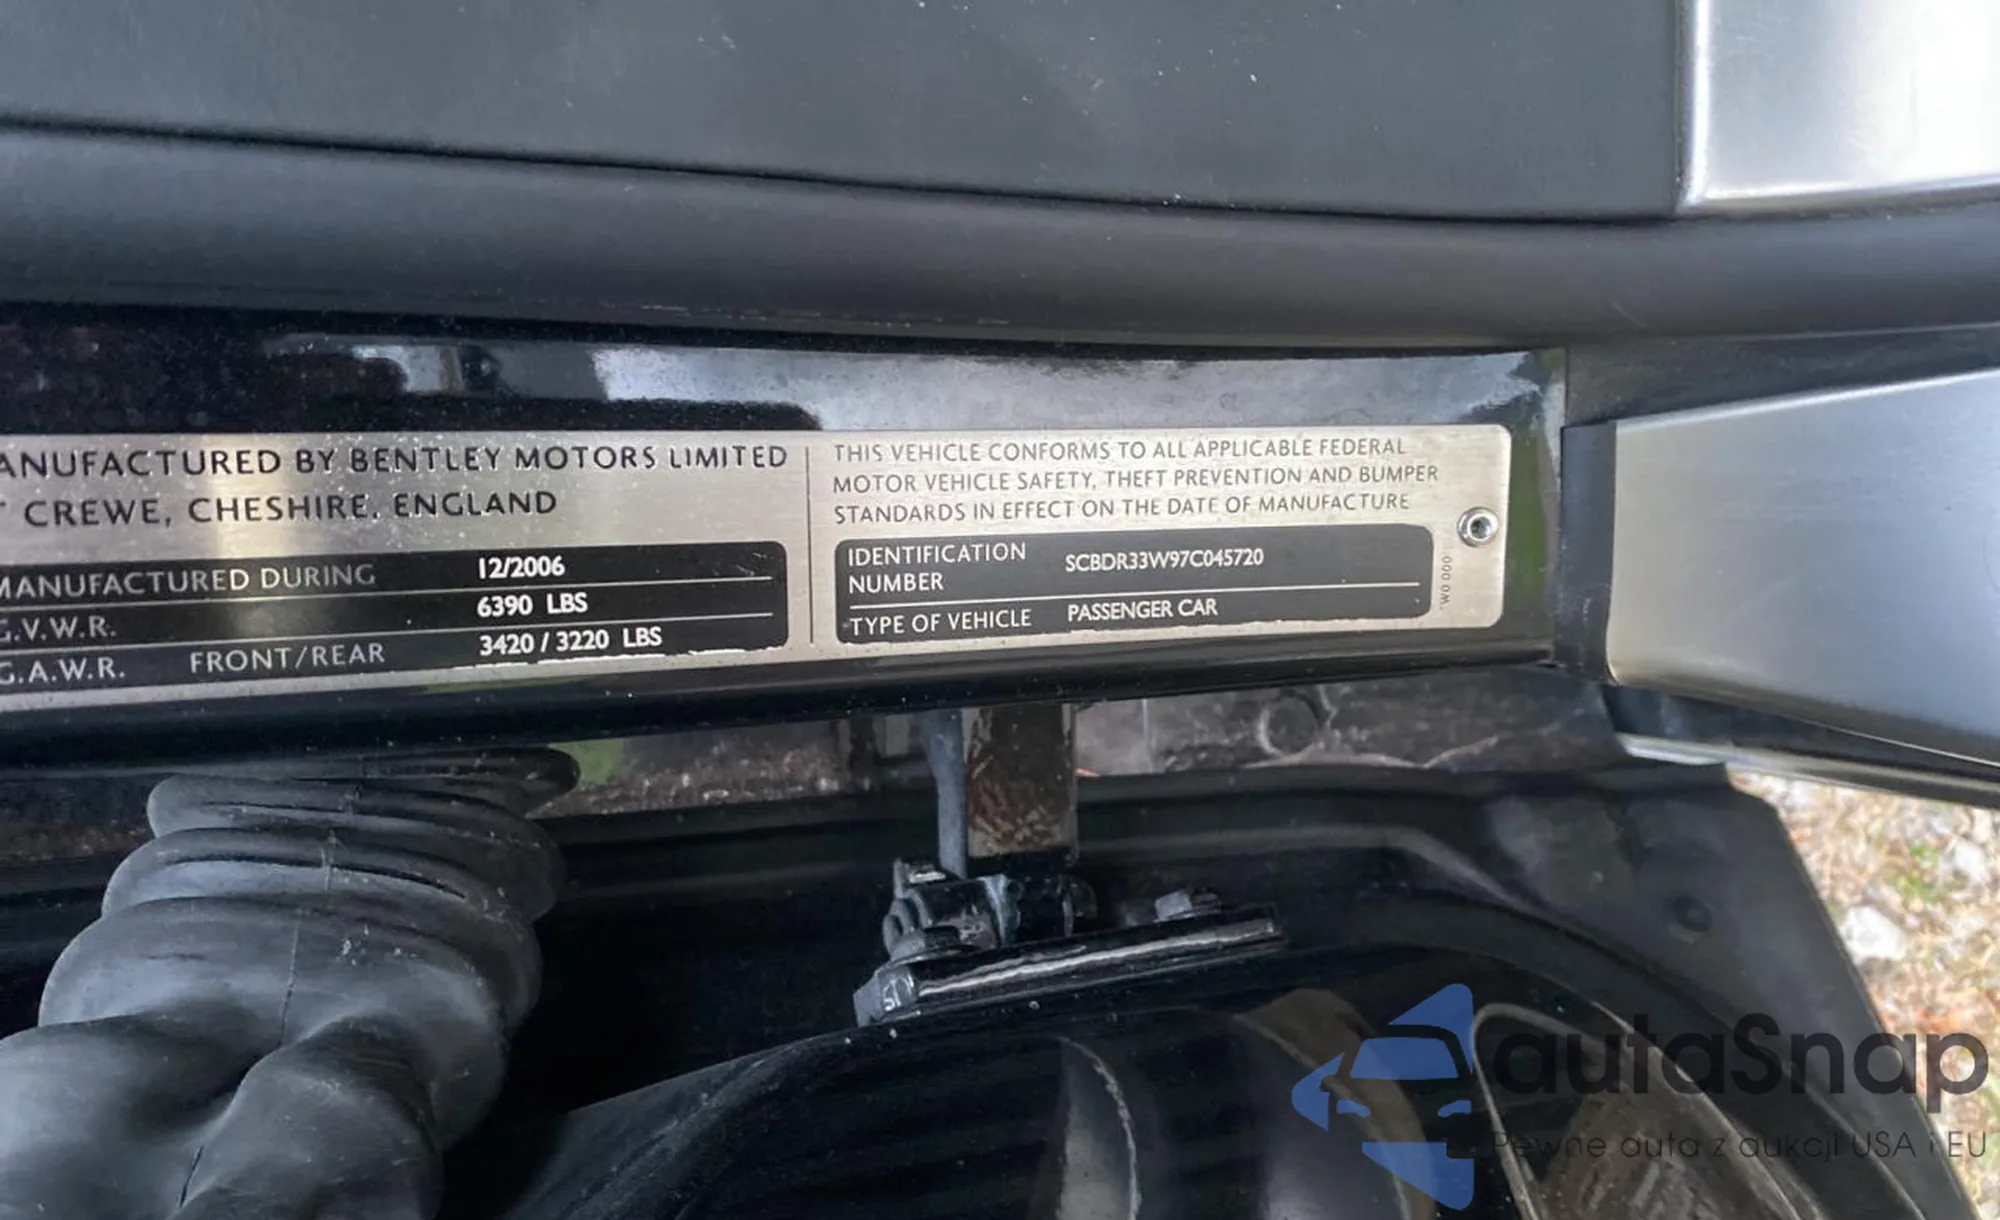 ANUFACTURED BY BENTLEY MOTORS LIMITED
T CREWE, CHESHIRE, ENGLAND
MANUFACTURED DURING 12/2006
G.V.W.R. 6390 LBS
G.A.W.R. FRONT/REAR 3420 / 3220 LBS
THIS VEHICLE CONFORMS TO ALL APPLICABLE FEDERAL
MOTOR VEHICLE SAFETY, THEFT PREVENTION AND BUMPER
STANDARDS IN EFFECT ON THE DATE OF MANUFACTURE
IDENTIFICATION
NUMBER SCBDR33W97C045720
TYPE OF VEHICLE PASSENGER CAR
autaSnap
Pewne auta z aukcji USA i EU